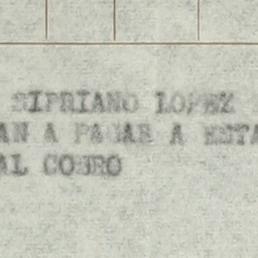 SIPRIANO LOPEZ
AN A PAGAR A ESTA
AL COBRO